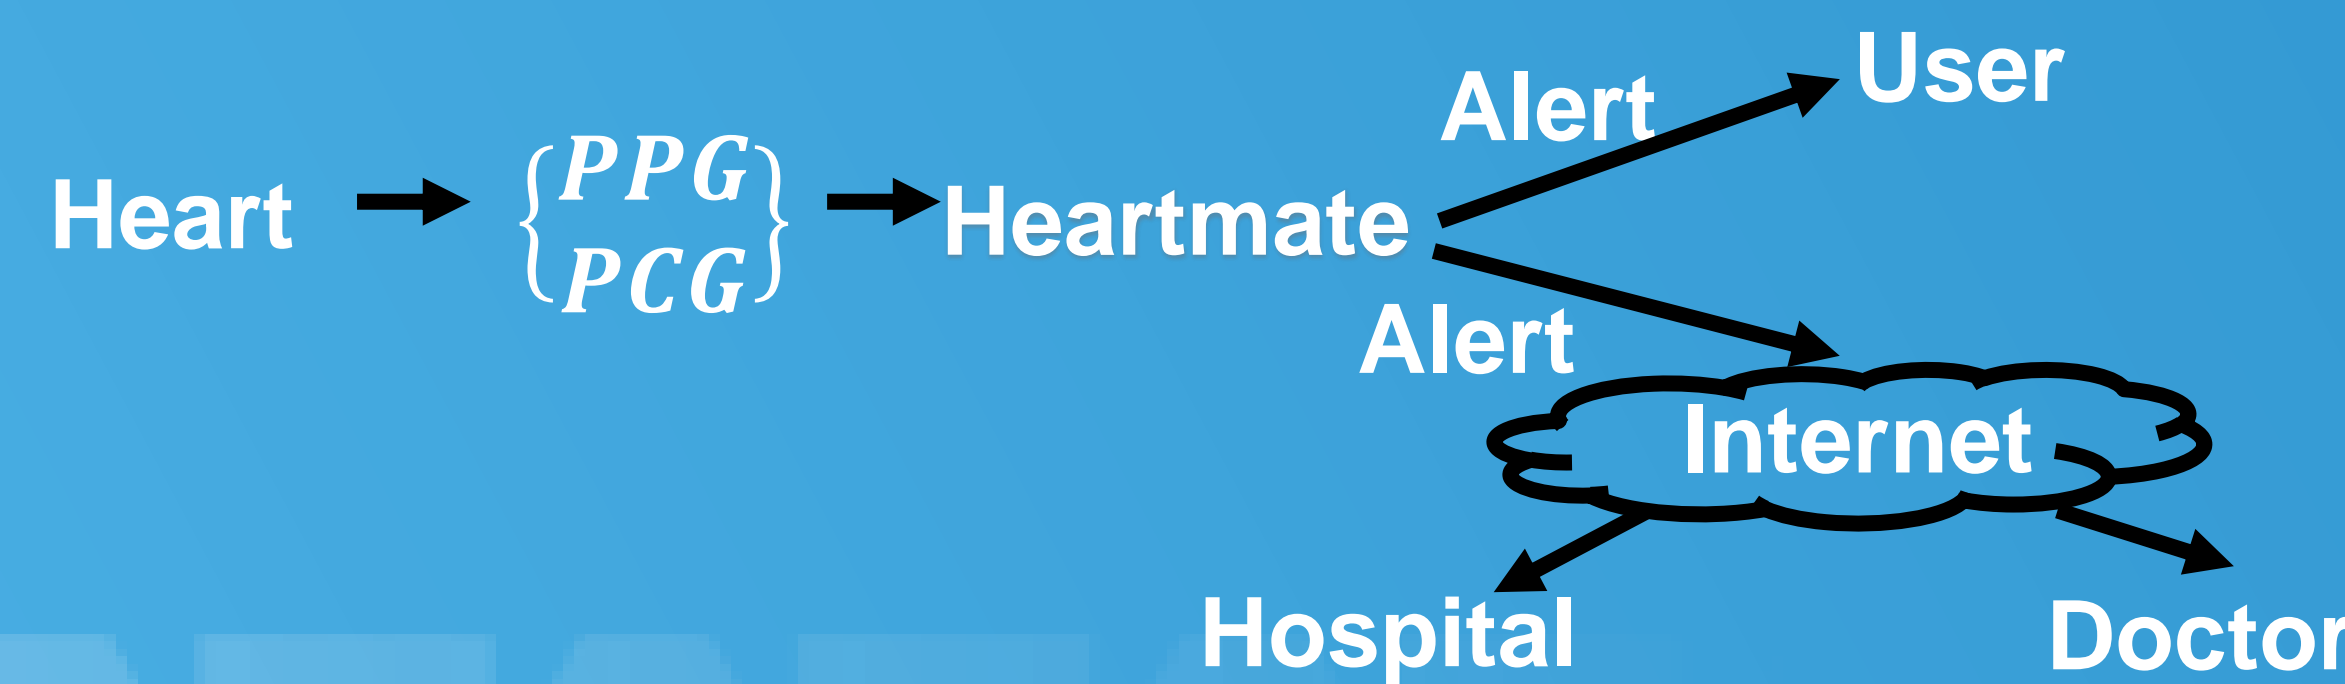 User
Alert
PPG
Heart
Heartmate
PCG
Alert
Internet
Hospital
Doctor